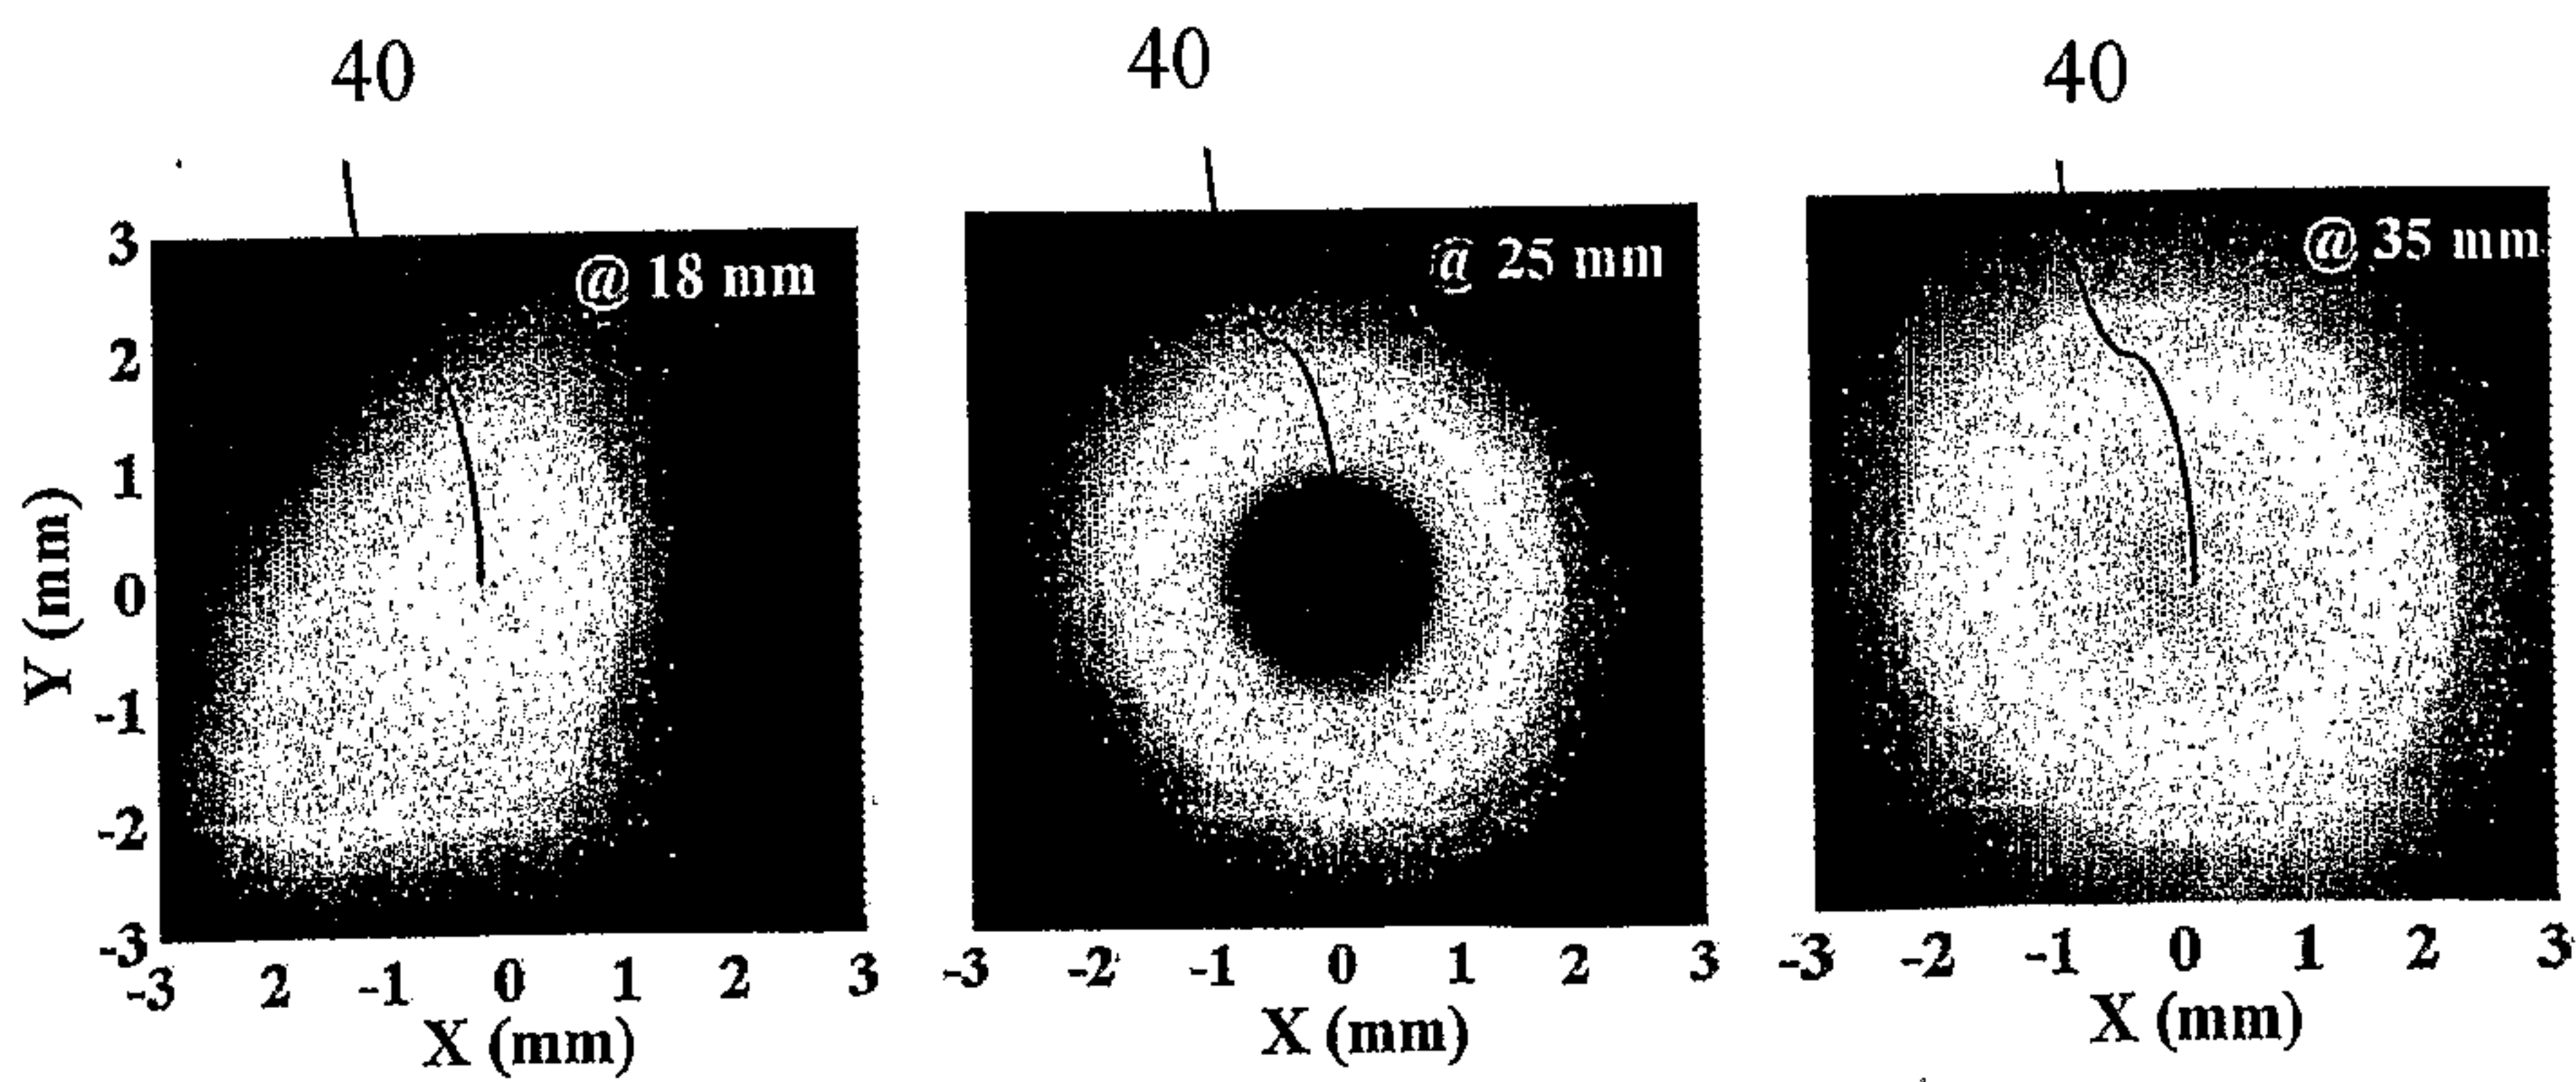 40 40 40
@ 18 mm @ 25 mm @ 35 mm
3
2
1
0
-1
-2
-3
Y (mm)
-3 2 -1 0 1 2 3
-3 -2 -1 0 1 2 3
-3 -2 -1 0 1 2 3
X (mm) X (mm) X (mm)